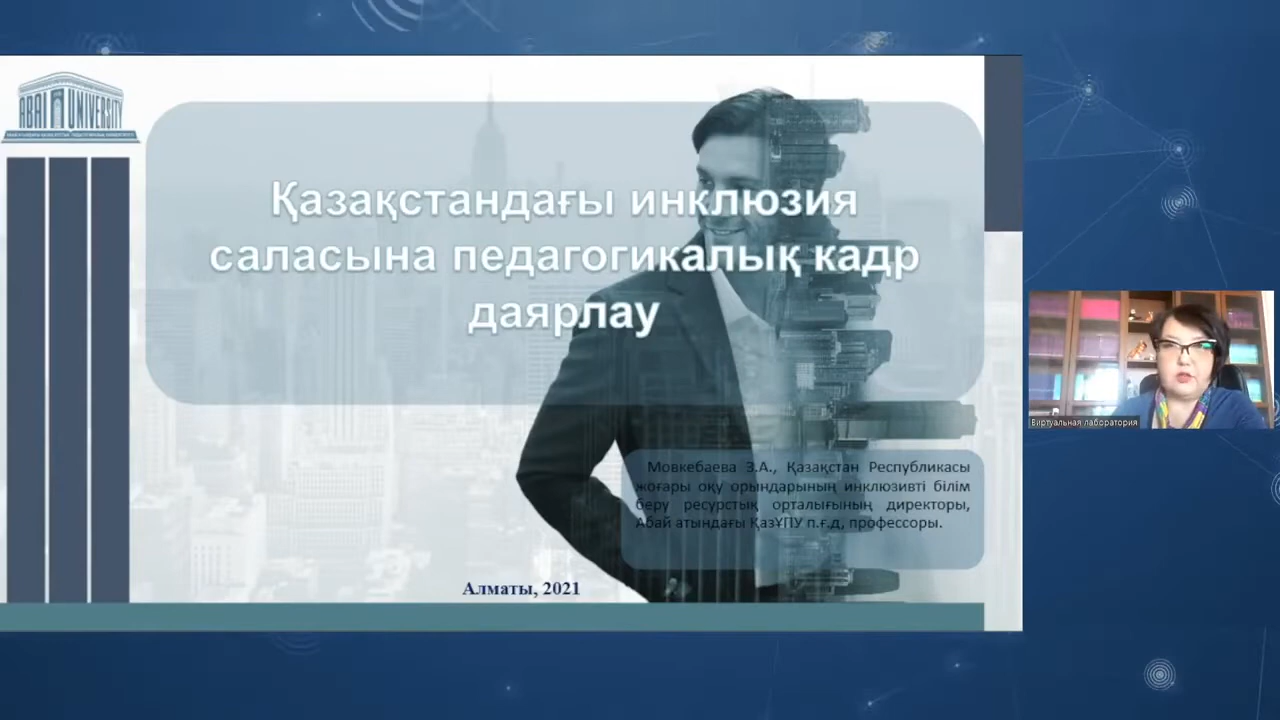 ABAI UNIVERSITY
Қазақстандағы инклюзия
саласына педагогикалық кадр
даярлау
Мовкебаева З.А., Қазақстан Республикасы
жоғары оқу орындарының инклюзивті білім
беру ресурстық орталығының директоры,
Абай атындағы ҚазҰПУ п.ғ.д, профессоры.
Алматы, 2021
Виртуальная лаборатория